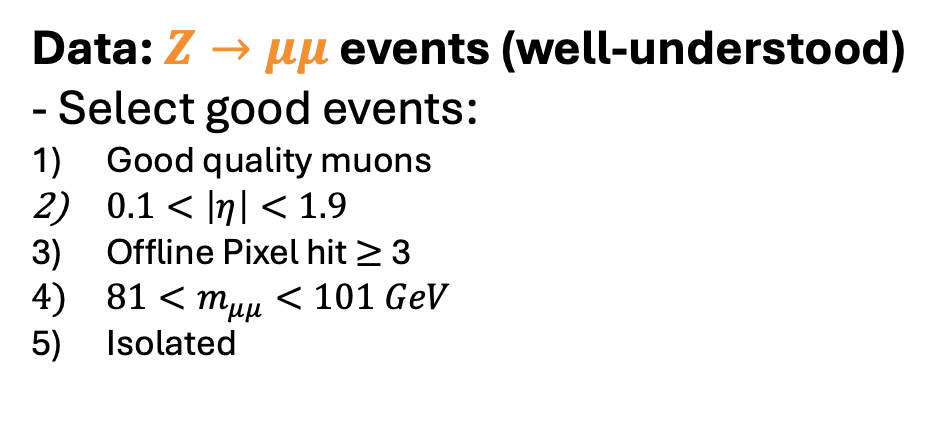 Data: Z → μμ events (well-understood)
- Select good events:
1) Good quality muons
2) 0.1 < |η| < 1.9
3) Offline Pixel hit ≥ 3
4) 81 < mμμ < 101 GeV
5) Isolated